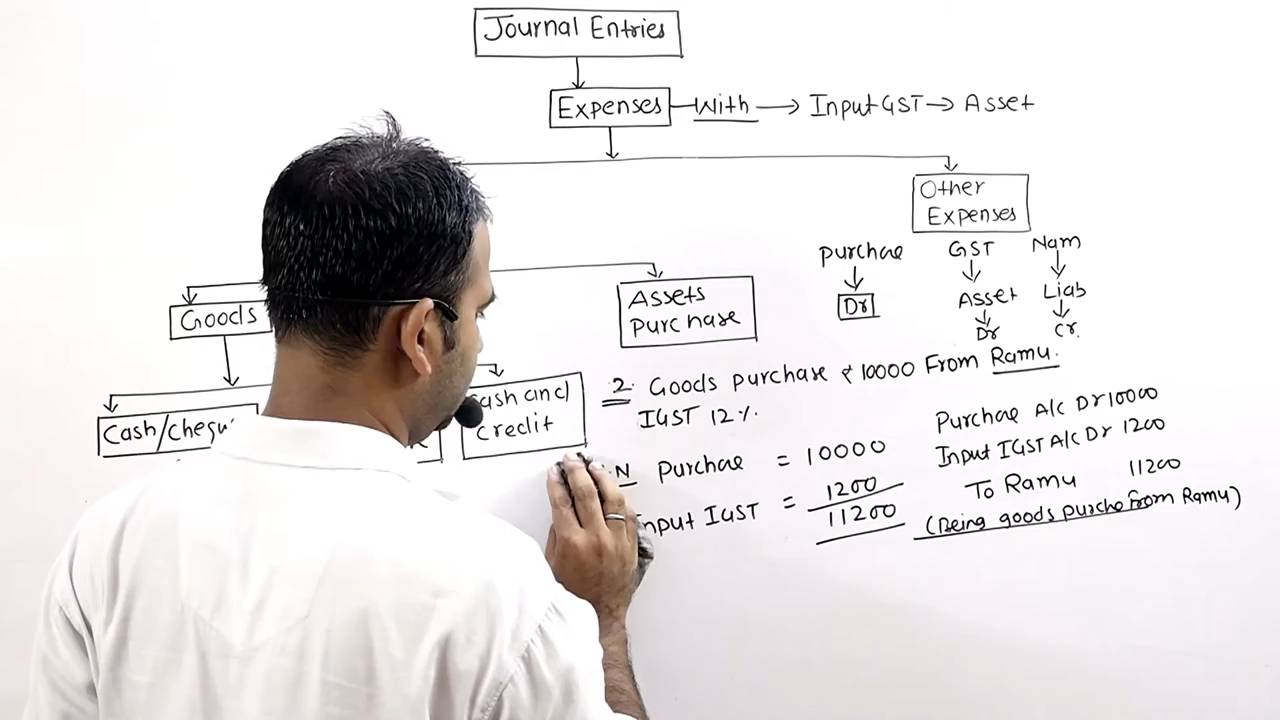 Journal Entries
Expenses With → Input GST → Asset
Other
Expenses
Purchae GST Nam
Dr Asset Liab
Dr Cr.
Goods
Assets
Purchase
Cash/Chequ
Cash and
Credit
2. Goods Purchase ₹ 10000 From Ramu.
IGST 12%.
N Purchae = 10000
Input IGST = 1200
11200
Purchae A/c Dr 10000
Input IGST A/c Dr 1200
To Ramu 11200
(Being goods purche From Ramu)